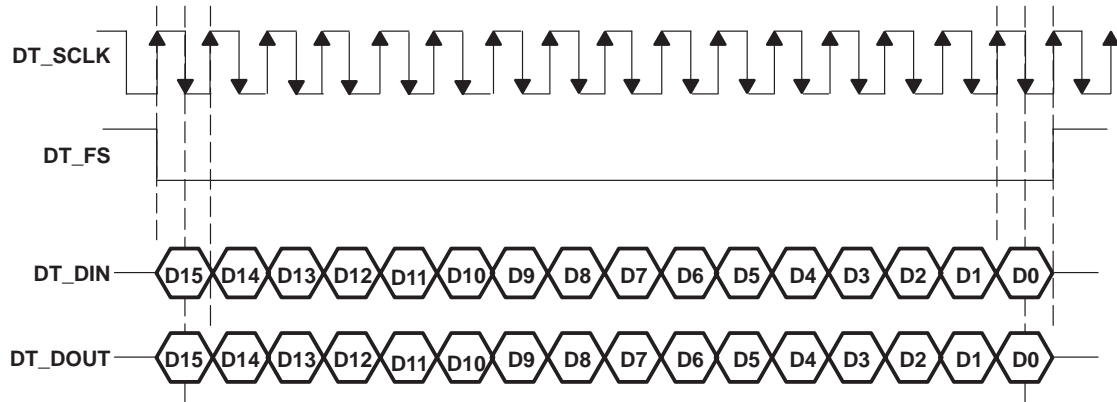 DT_SCLK
DT_FS
DT_DIN D15 D14 D13 D12 D11 D10 D9 D8 D7 D6 D5 D4 D3 D2 D1 D0
DT_DOUT D15 D14 D13 D12 D11 D10 D9 D8 D7 D6 D5 D4 D3 D2 D1 D0